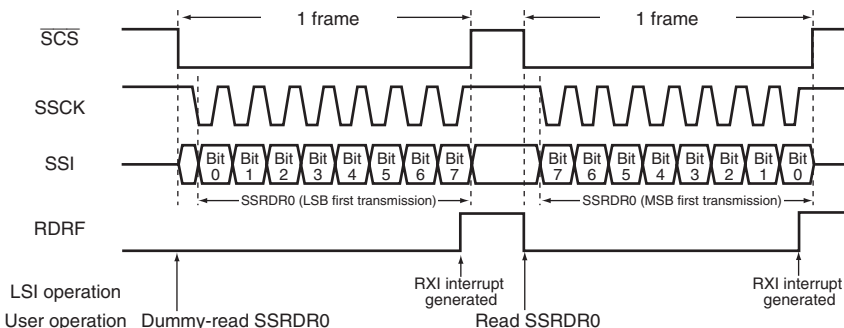 1 frame 1 frame
SCS
SSCK
SSI
Bit 0 Bit 1 Bit 2 Bit 3 Bit 4 Bit 5 Bit 6 Bit 7 Bit 7 Bit 6 Bit 5 Bit 4 Bit 3 Bit 2 Bit 1 Bit 0
SSRDR0 (LSB first transmission) SSRDR0 (MSB first transmission)
RDRF
LSI operation
RXI interrupt
generated
RXI interrupt
generated
User operation Dummy-read SSRDR0 Read SSRDR0